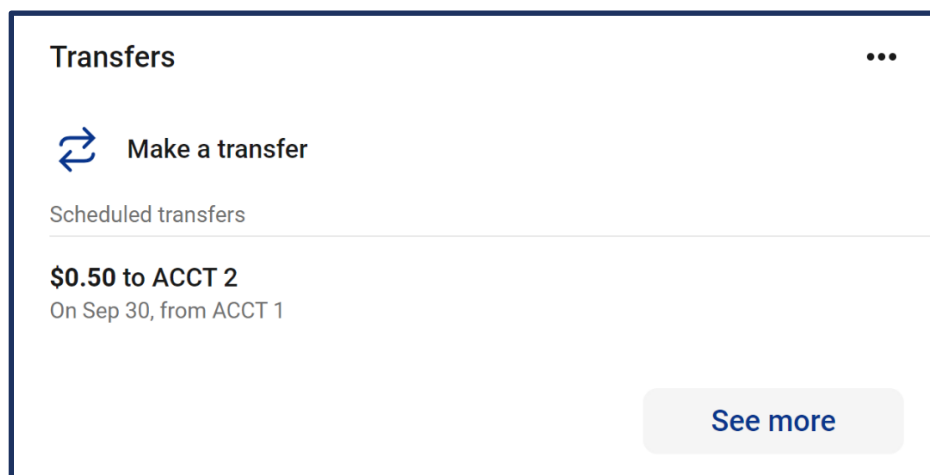 Transfers
Make a transfer
Scheduled transfers
$0.50 to ACCT 2
On Sep 30, from ACCT 1
See more